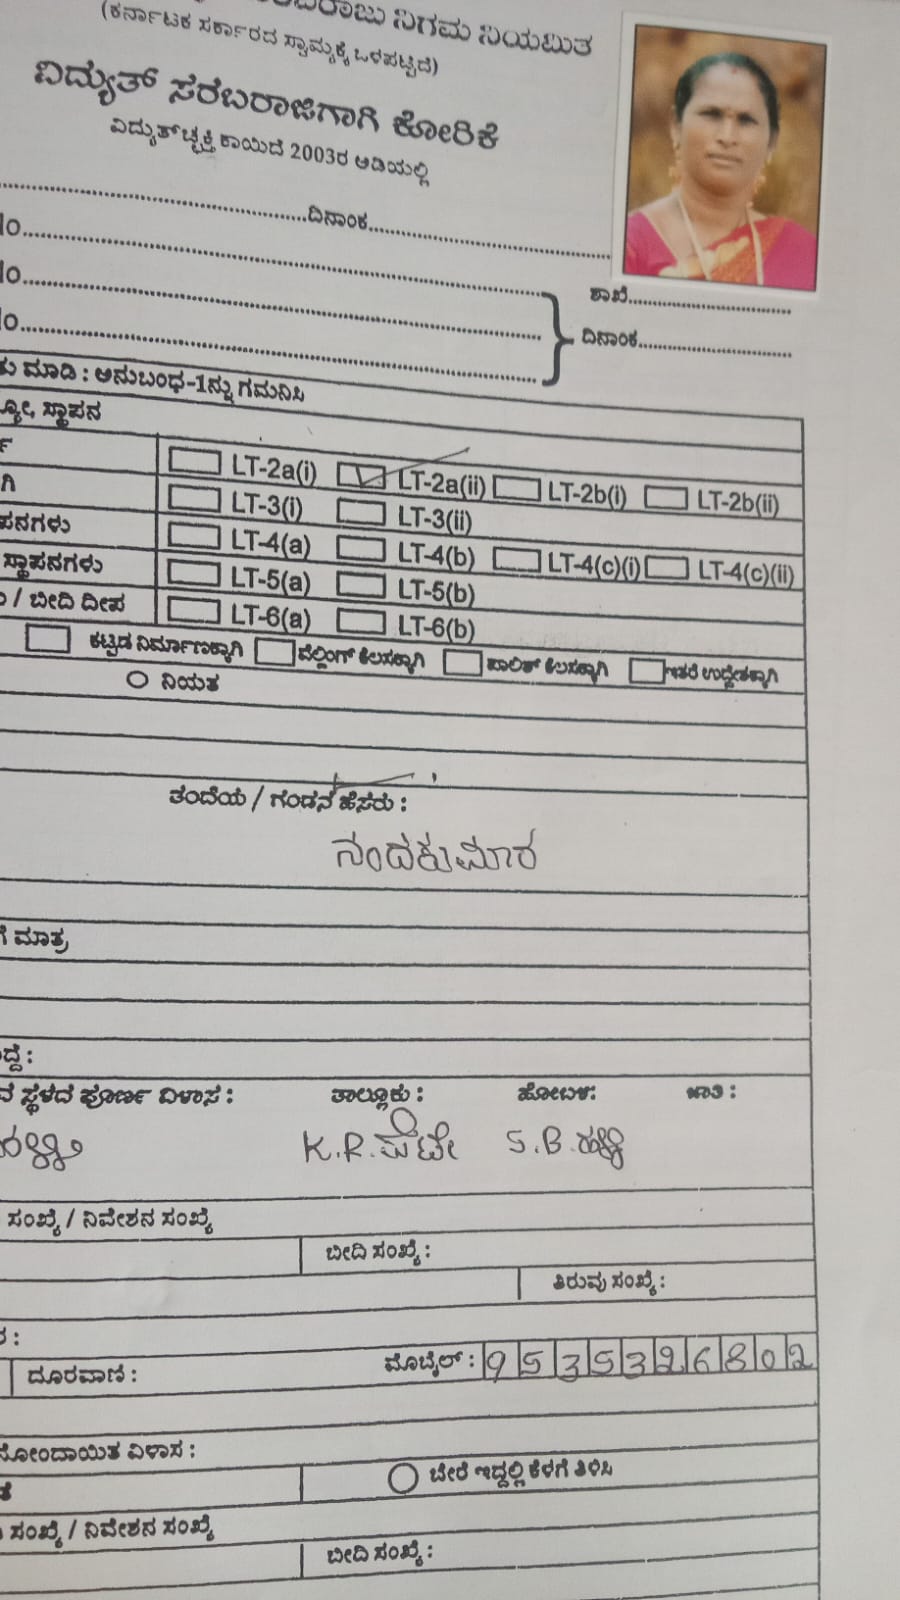 ನಿಗಮ ನಿಯಮಿತ
(ಕರ್ನಾಟಕ ಸರ್ಕಾರದ ಸ್ವಾಮ್ಯಕ್ಕೆ ಒಳಪಟ್ಟಿದೆ)
ವಿದ್ಯುತ್ ಸರಬರಾಜಿಗಾಗಿ ಕೋರಿಕೆ
ವಿದ್ಯುತ್‌ಚ್ಛಕ್ತಿ ಕಾಯಿದೆ 2003ರ ಅಡಿಯಲ್ಲಿ
ದಿನಾಂಕ
ಶಾಖೆ
ದಿನಾಂಕ
ಮಾಡಿ : ಅನುಬಂಧ-1ನ್ನು ಗಮನಿಸಿ
ಸ್ಥಾಪನ
LT-2a(i) LT-2a(ii) LT-2b(i) LT-2b(ii)
LT-3(i) LT-3(ii)
LT-4(a) LT-4(b) LT-4(c)(i) LT-4(c)(ii)
ಸ್ಥಾಪನಗಳು LT-5(a) LT-5(b)
/ ಬೀದಿ ದೀಪ LT-6(a) LT-6(b)
ಕಟ್ಟಡ ನಿರ್ಮಾಣಕ್ಕಾಗಿ ವೆಲ್ಡಿಂಗ್ ಕೆಲಸಕ್ಕಾಗಿ ಪಾಲಿಶ್ ಕೆಲಸಕ್ಕಾಗಿ ಇತರೆ ಉದ್ದೇಶಕ್ಕಾಗಿ
ನಿಯತ
ತಂದೆಯ / ಗಂಡನ ಹೆಸರು :
ನಂದಕುಮಾರ
ಮಾತ್ರ
ಸ್ಥಳದ ಪೂರ್ಣ ವಿಳಾಸ : ತಾಲ್ಲೂಕು : ಹೋಬಳಿ: ಜಾತಿ :
K.R.ಪೇಟೇ S.B.ಹಳ್ಳಿ
ಸಂಖ್ಯೆ / ನಿವೇಶನ ಸಂಖ್ಯೆ
ಬೀದಿ ಸಂಖ್ಯೆ :
ತಿರುವು ಸಂಖ್ಯೆ :
ದೂರವಾಣಿ : ಮೊಬೈಲ್ : 9535326802
ನೋಂದಾಯಿತ ವಿಳಾಸ :
ಬೇರೆ ಇದ್ದಲ್ಲಿ ಕೆಳಗೆ ತಿಳಿಸಿ
ಸಂಖ್ಯೆ / ನಿವೇಶನ ಸಂಖ್ಯೆ
ಬೀದಿ ಸಂಖ್ಯೆ :